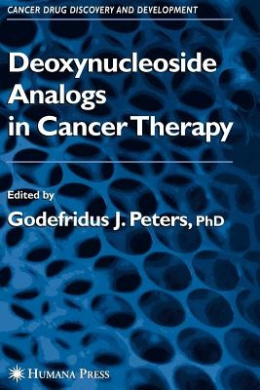 CANCER DRUG DISCOVERY AND DEVELOPMENT
Deoxynucleoside
Analogs
in Cancer Therapy
Edited by
Godefridus J. Peters, PhD
HUMANA PRESS